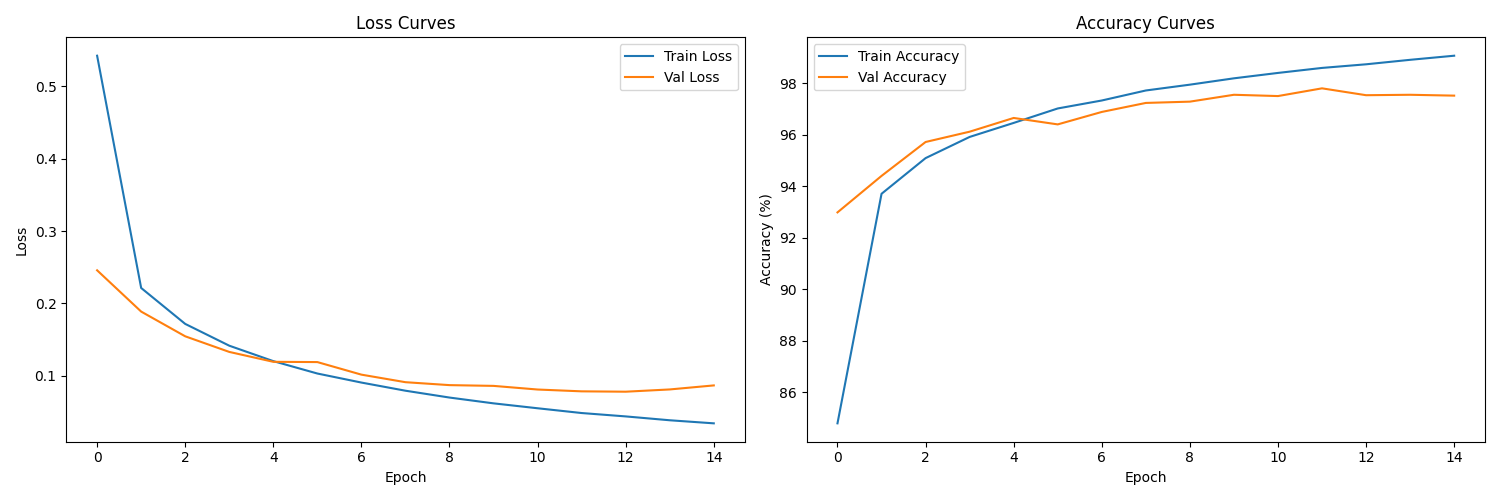 Loss Curves
Train Loss
Val Loss
0.5
0.4
0.3
0.2
0.1
Loss
0 2 4 6 8 10 12 14
Epoch
Accuracy Curves
Train Accuracy
Val Accuracy
98
96
94
92
90
88
86
Accuracy (%)
0 2 4 6 8 10 12 14
Epoch